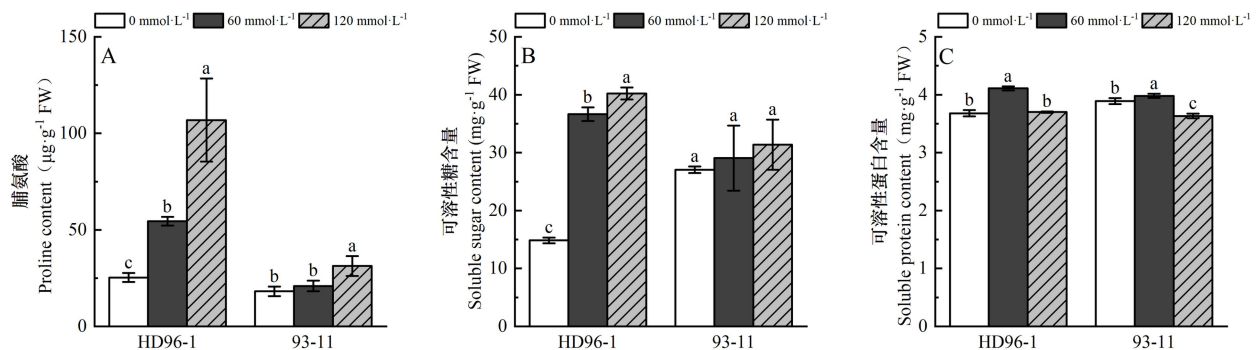 0 mmol·L⁻¹ 60 mmol·L⁻¹ 120 mmol·L⁻¹
A
脯氨酸
Proline content (μg·g⁻¹ FW）
150
100
50
0
c
b
a
b
b
a
HD96-1
93-11
0 mmol·L⁻¹ 60 mmol·L⁻¹ 120 mmol·L⁻¹
B
可溶性糖含量
Soluble sugar content (mg·g⁻¹ FW)
50
40
30
20
10
0
c
b
a
a
a
a
HD96-1
93-11
0 mmol·L⁻¹ 60 mmol·L⁻¹ 120 mmol·L⁻¹
C
可溶性蛋白含量
Soluble protein content（mg·g⁻¹ FW）
5
4
3
2
1
0
b
a
b
b
a
c
HD96-1
93-11